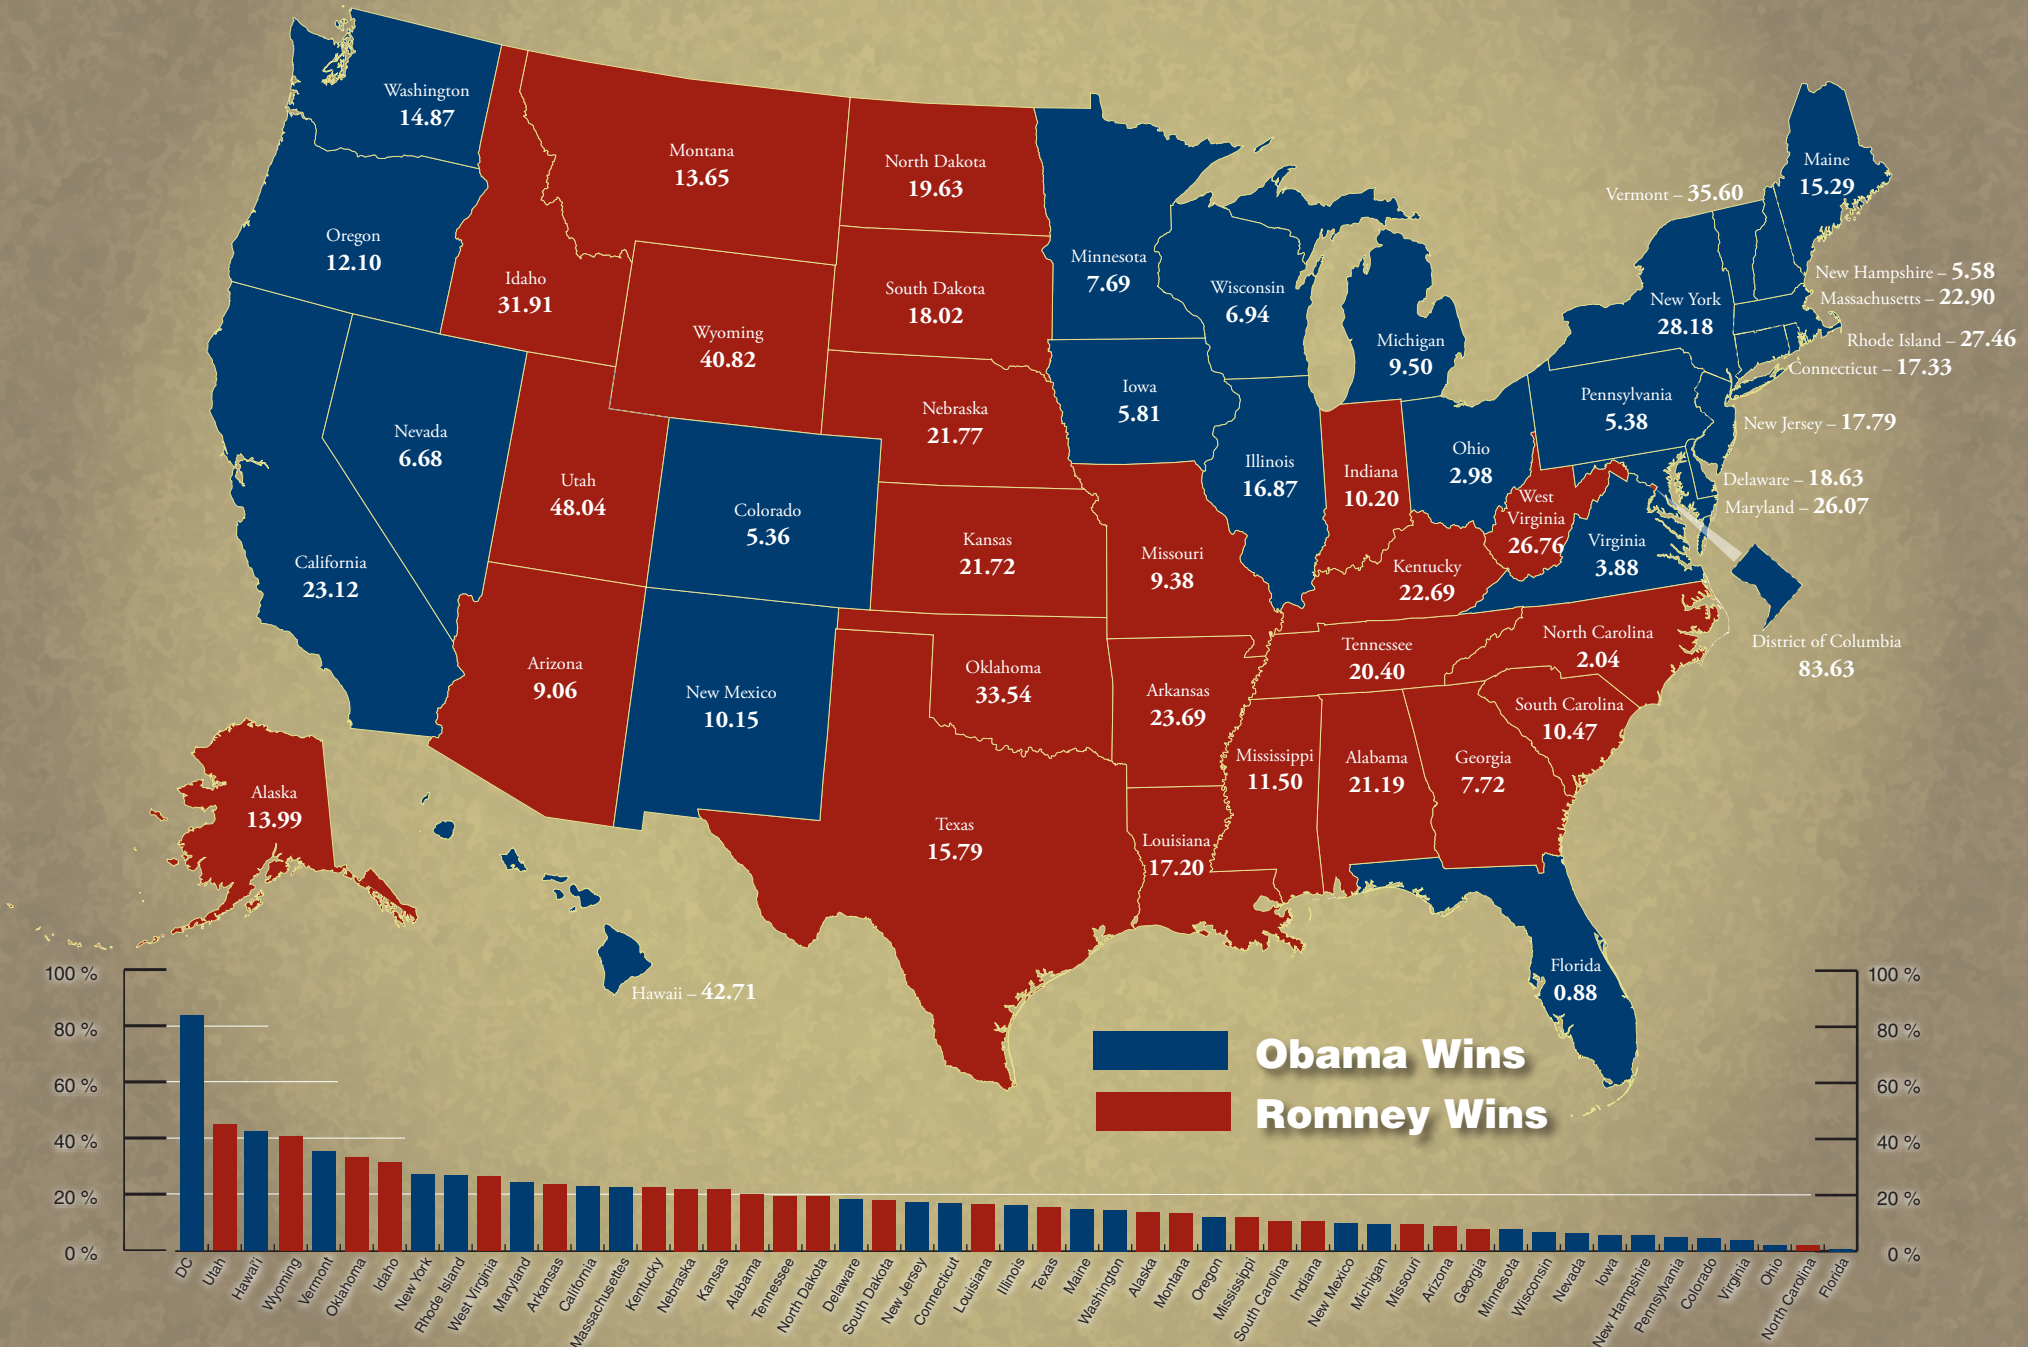 Washington
14.87
Montana
13.65
North Dakota
19.63
Maine
15.29
Vermont – 35.60
Oregon
12.10
Idaho
31.91
Minnesota
7.69
New Hampshire – 5.58
Massachusetts – 22.90
South Dakota
18.02
Wisconsin
6.94
New York
28.18
Wyoming
40.82
Michigan
9.50
Rhode Island – 27.46
Connecticut – 17.33
Iowa
5.81
Pennsylvania
5.38
Nebraska
21.77
New Jersey – 17.79
Nevada
6.68
Ohio
2.98
Illinois
16.87
Indiana
10.20
Utah
48.04
Delaware – 18.63
Maryland – 26.07
West
Virginia
26.76
Colorado
5.36
Kansas
21.72
Virginia
3.88
Missouri
9.38
California
23.12
Kentucky
22.69
North Carolina
2.04
District of Columbia
83.63
Tennessee
20.40
Arizona
9.06
Oklahoma
33.54
New Mexico
10.15
Arkansas
23.69
South Carolina
10.47
Mississippi
11.50
Alabama
21.19
Georgia
7.72
Alaska
13.99
Texas
15.79
Louisiana
17.20
Florida
0.88
Hawaii – 42.71
Obama Wins
Romney Wins
100 %
80 %
60 %
40 %
20 %
0 %
100 %
80 %
60 %
40 %
20 %
0 %
DC
Utah
Hawai'i
Wyoming
Vermont
Oklahoma
Idaho
New York
Rhode Island
West Virginia
Maryland
Arkansas
California
Massachusetts
Kentucky
Nebraska
Kansas
Alabama
Tennessee
North Dakota
Delaware
South Dakota
New Jersey
Connecticut
Louisiana
Illinois
Texas
Maine
Washington
Alaska
Montana
Oregon
Mississippi
South Carolina
Indiana
New Mexico
Michigan
Missouri
Arizona
Georgia
Minnesota
Wisconsin
Nevada
Iowa
New Hampshire
Pennsylvania
Colorado
Virginia
Ohio
North Carolina
Florida